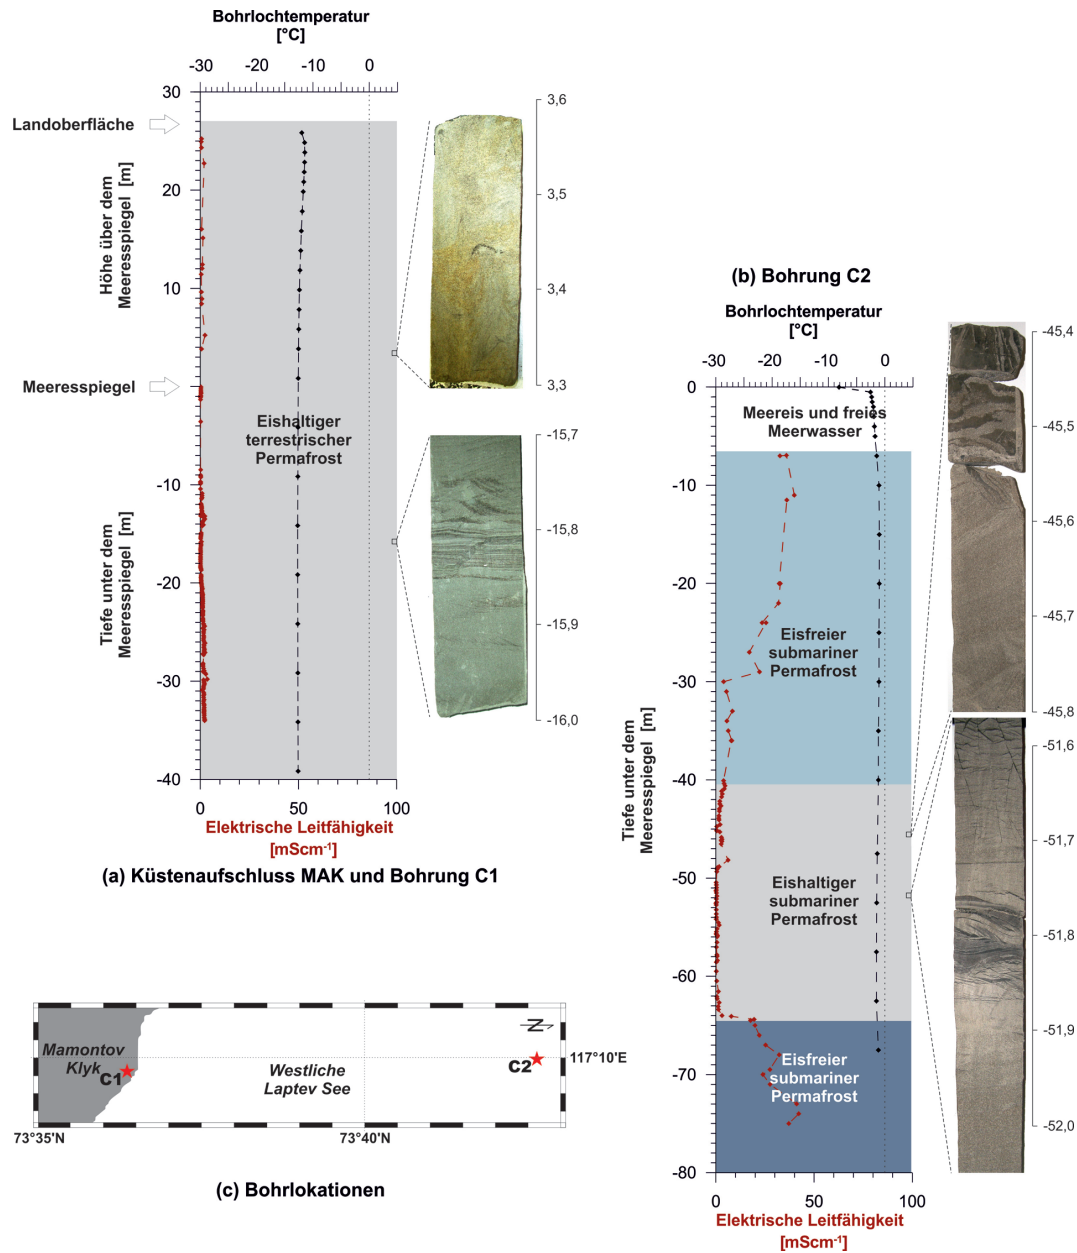 Bohrlochtemperatur
[°C]
-30 -20 -10 0
30
20
10
0
-10
-20
-30
-40
Landoberfläche
Höhe über dem
Meeresspiegel [m]
Meeresspiegel
Tiefe unter dem
Meeresspiegel [m]
Eishaltiger
terrestrischer
Permafrost
3,6
3,5
3,4
3,3
-15,7
-15,8
-15,9
-16,0
0 50 100
Elektrische Leitfähigkeit
[mScm-1]
(a) Küstenaufschluss MAK und Bohrung C1
(b) Bohrung C2
Bohrlochtemperatur
[°C]
-30 -20 -10 0
0
-10
-20
-30
-40
-50
-60
-70
-80
Tiefe unter dem
Meeresspiegel [m]
Meereis und freies
Meerwasser
Eisfreier
submariner
Permafrost
Eishaltiger
submariner
Permafrost
Eisfreier
submariner
Permafrost
-45,4
-45,5
-45,6
-45,7
-45,8
-51,6
-51,7
-51,8
-51,9
-52,0
0 50 100
Elektrische Leitfähigkeit
[mScm-1]
Mamontov
Klyk
C1
Westliche
Laptev See
N
C2
117°10'E
73°35'N 73°40'N
(c) Bohrlokationen